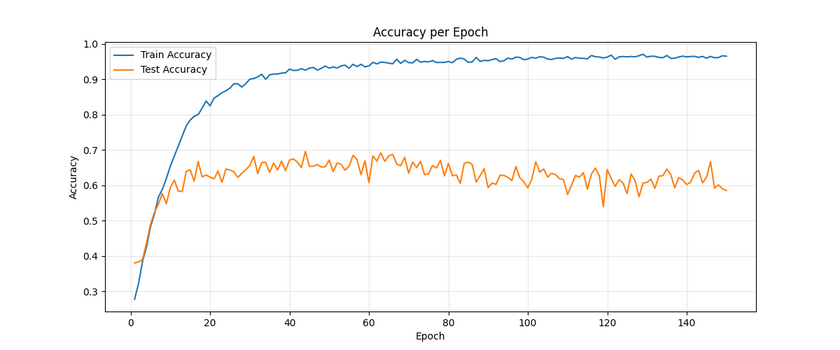 Accuracy per Epoch
1.0
0.9
0.8
0.7
0.6
0.5
0.4
0.3
Accuracy
Train Accuracy
Test Accuracy
0 20 40 60 80 100 120 140
Epoch